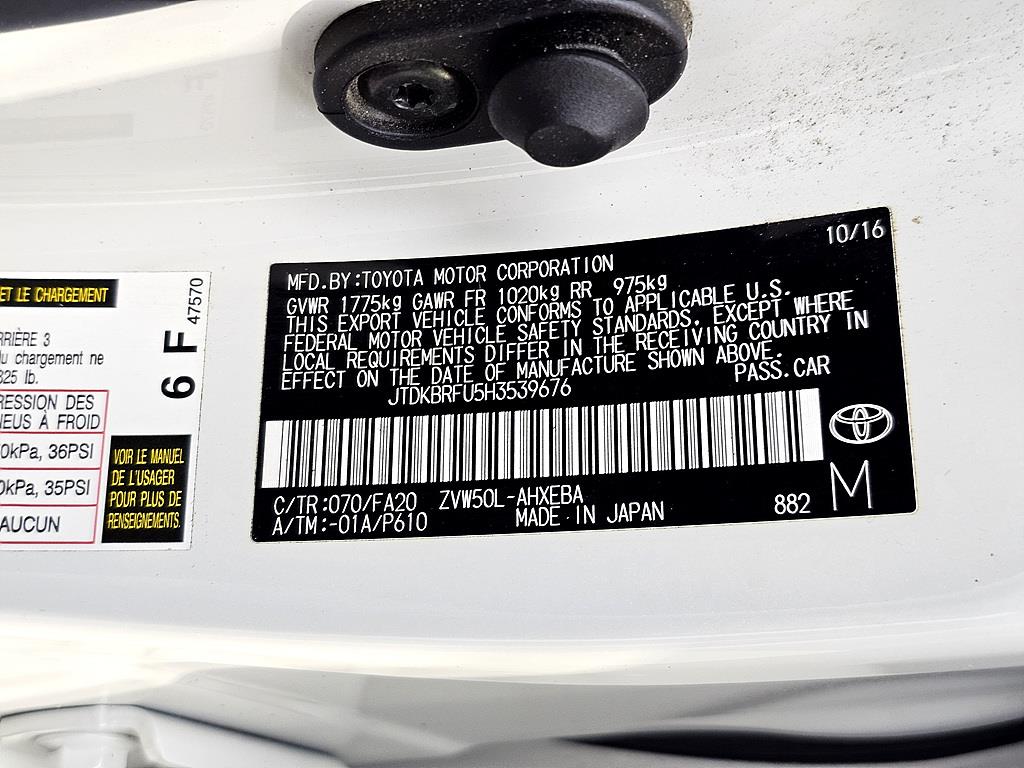 ET LE CHARGEMENT
47570
6 F
RRIÈRE 3
du chargement ne
825 lb.
RESSION DES
NEUS À FROID
0kPa, 36PSI
0kPa, 35PSI
AUCUN
VOIR LE MANUEL
DE L'USAGER
POUR PLUS DE
RENSEIGNEMENTS.
10/16
MFD.BY:TOYOTA MOTOR CORPORATION
GVWR 1775kg GAWR FR 1020kg RR 975kg
THIS EXPORT VEHICLE CONFORMS TO APPLICABLE U.S.
FEDERAL MOTOR VEHICLE SAFETY STANDARDS, EXCEPT WHERE
LOCAL REQUIREMENTS DIFFER IN THE RECEIVING COUNTRY IN
EFFECT ON THE DATE OF MANUFACTURE SHOWN ABOVE.
JTDKBRFU5H3539676 PASS.CAR
C/TR:070/FA20 ZVW50L-AHXEBA
A/TM:-01A/P610 MADE IN JAPAN 882 M